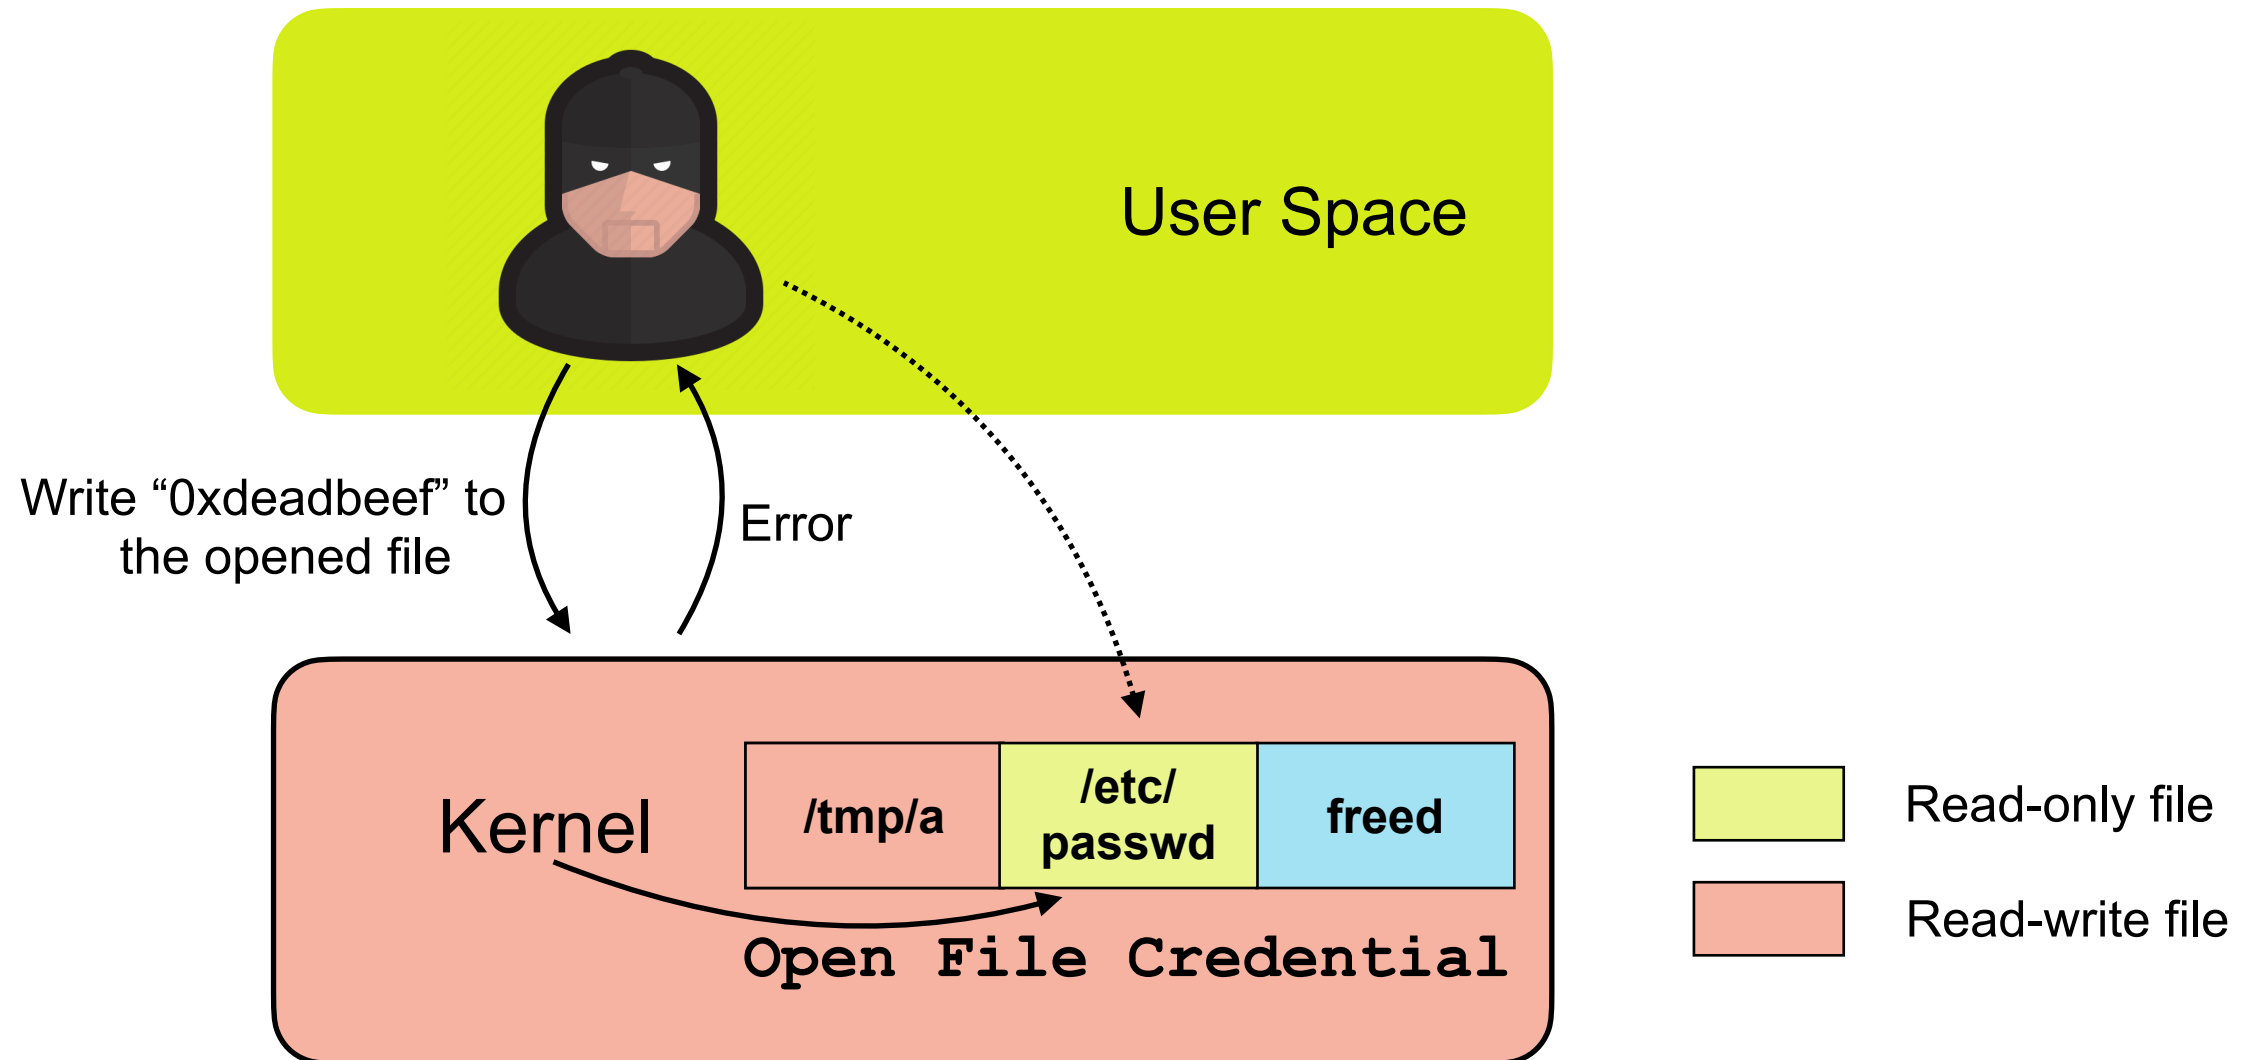 User Space
Write “0xdeadbeef” to
the opened file
Error
Kernel
/tmp/a
/etc/
passwd
freed
Open File Credential
Read-only file
Read-write file